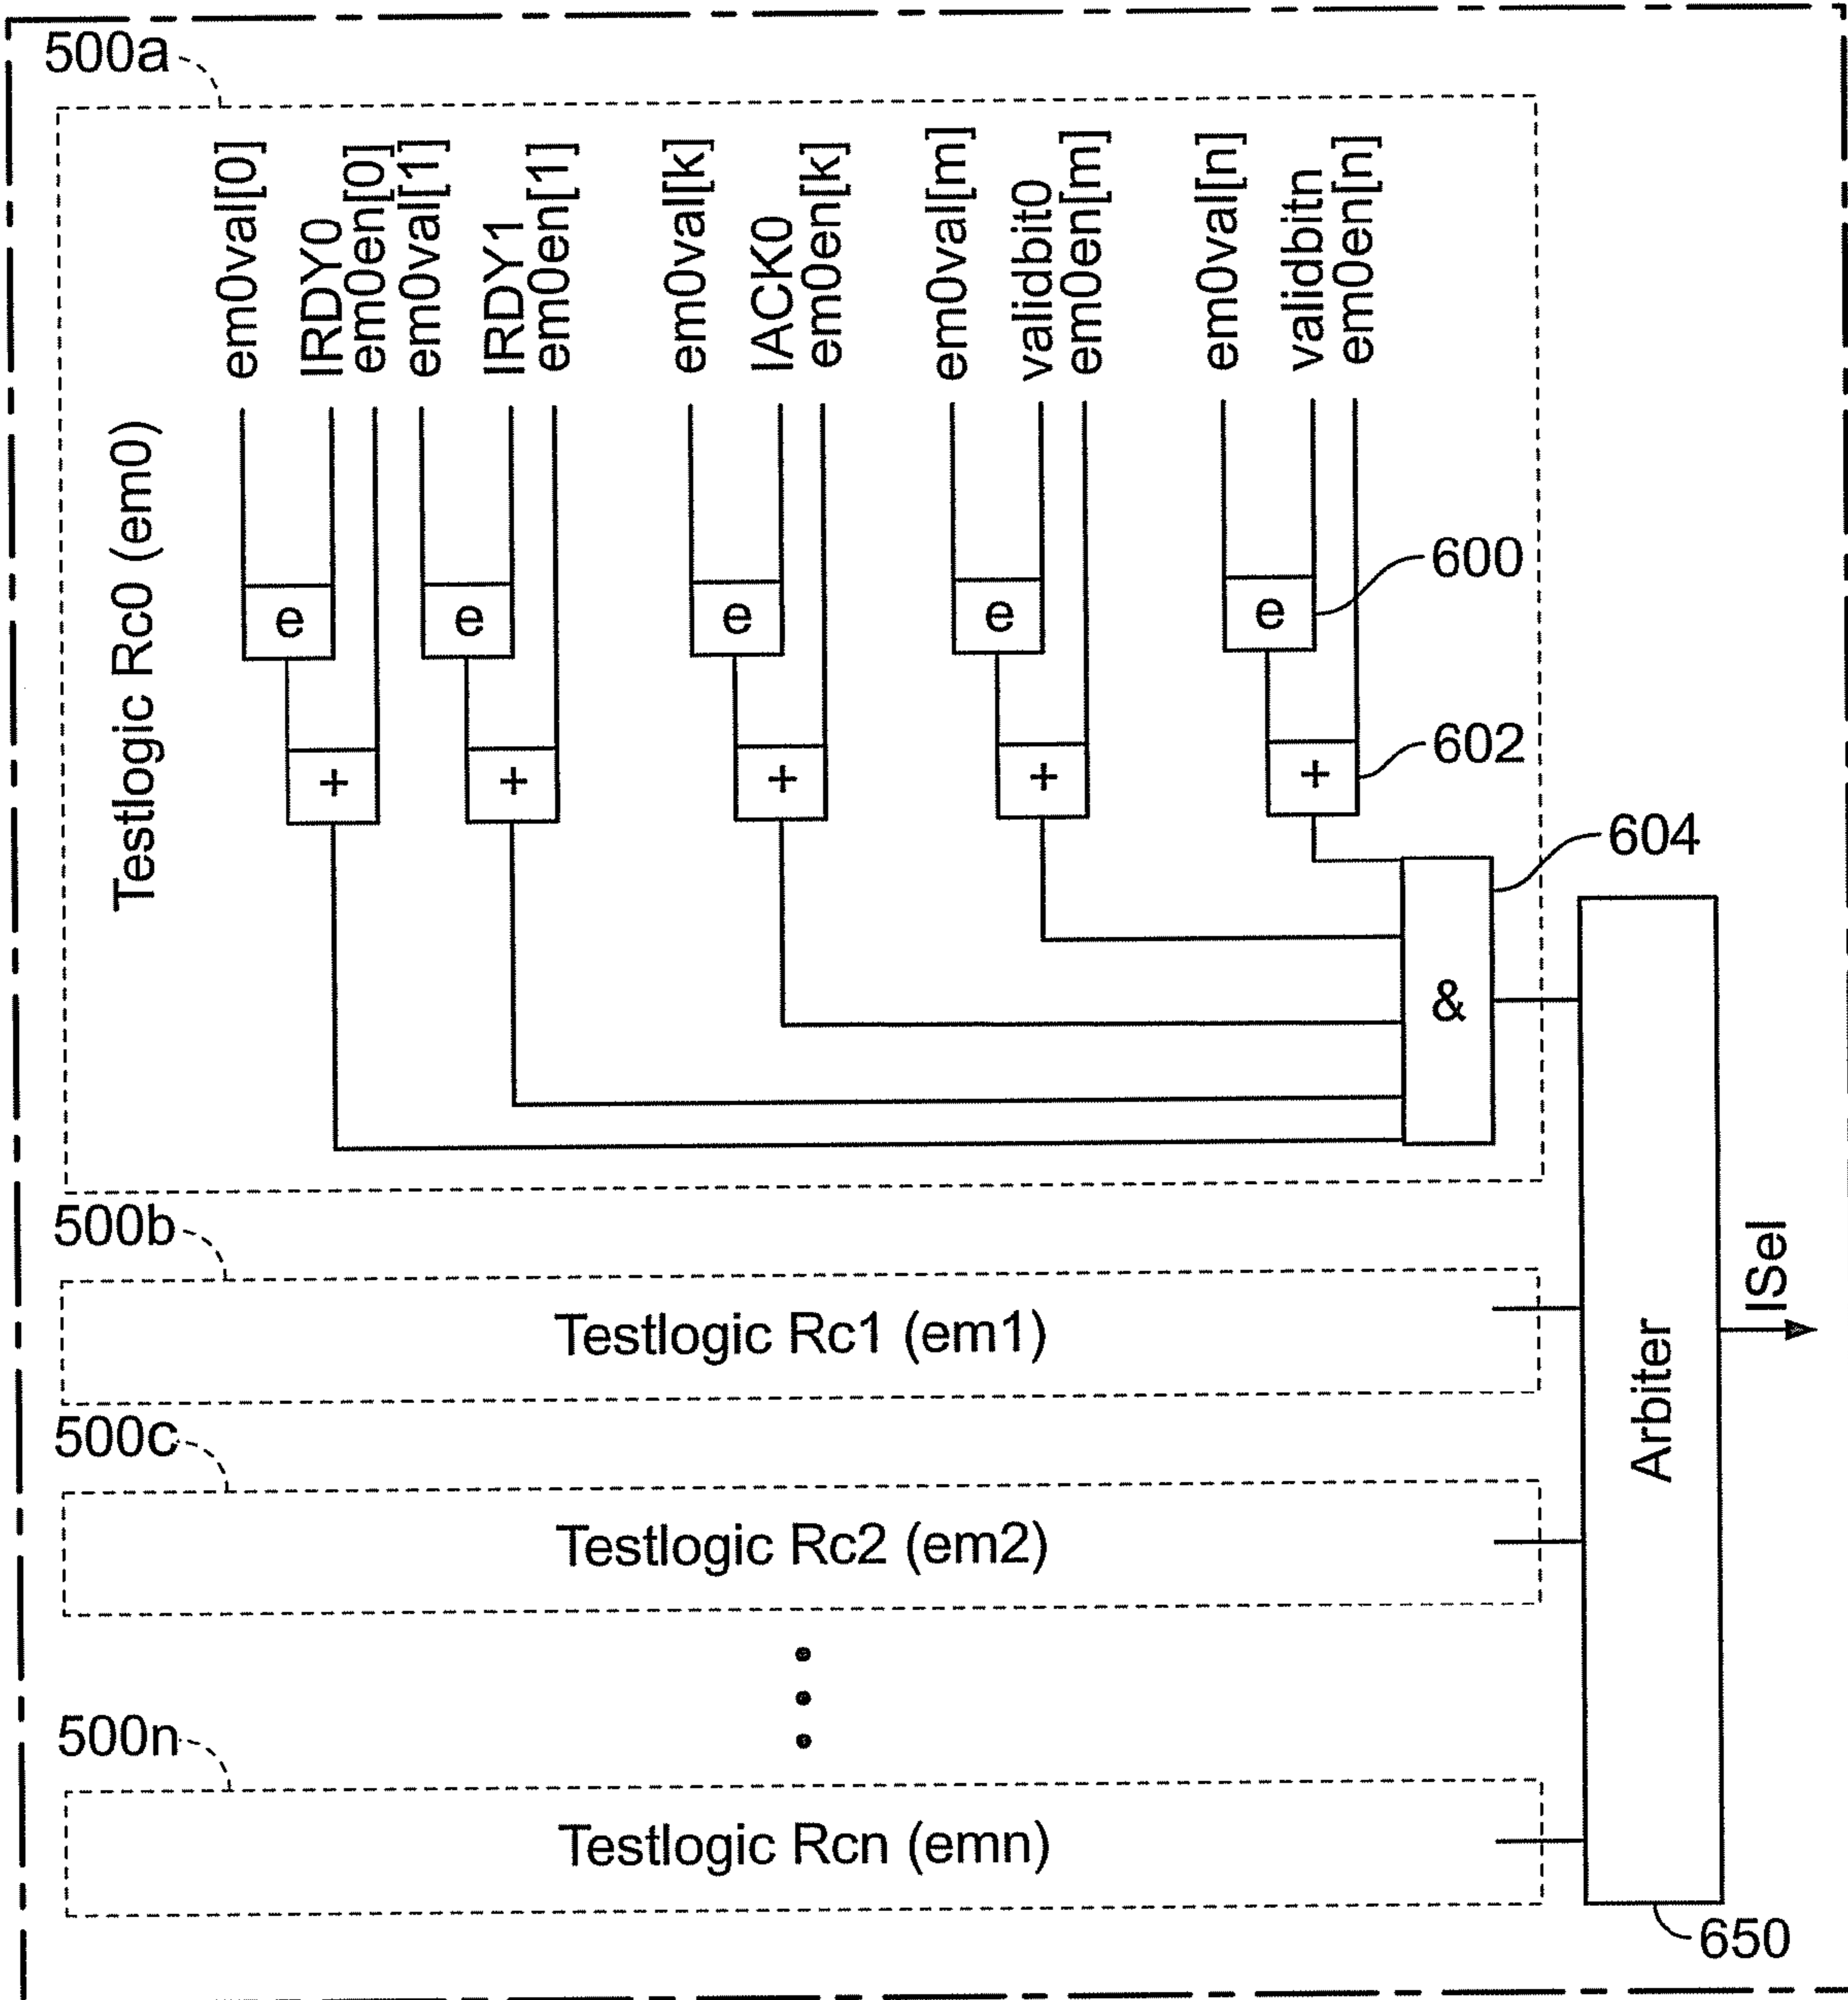 500a
Testlogic Rc0 (em0)
em0val[0]
IRDY0
em0en[0]
em0val[1]
IRDY1
em0en[1]
em0val[k]
IACK0
em0en[k]
em0val[m]
validbit0
em0en[m]
em0val[n]
validbitn
em0en[n]
e
e
e
e
e
600
+
+
+
+
+
602
604
&
500b
Testlogic Rc1 (em1)
500c
Testlogic Rc2 (em2)
500n
Testlogic Rcn (emn)
Arbiter
ISel
650